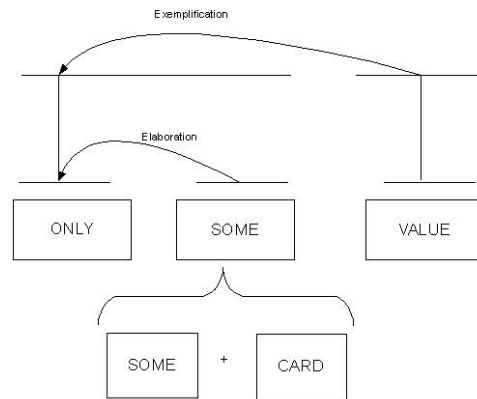 Exemplification
Elaboration
ONLY
SOME
VALUE
SOME
+
CARD